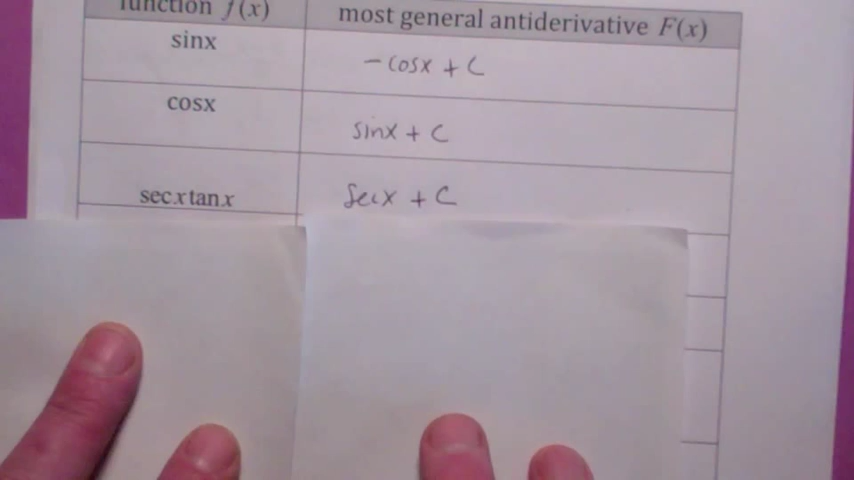 function f(x) most general antiderivative F(x)
sinx -cosx + C
cosx sinx + C
secxtanx secx + C